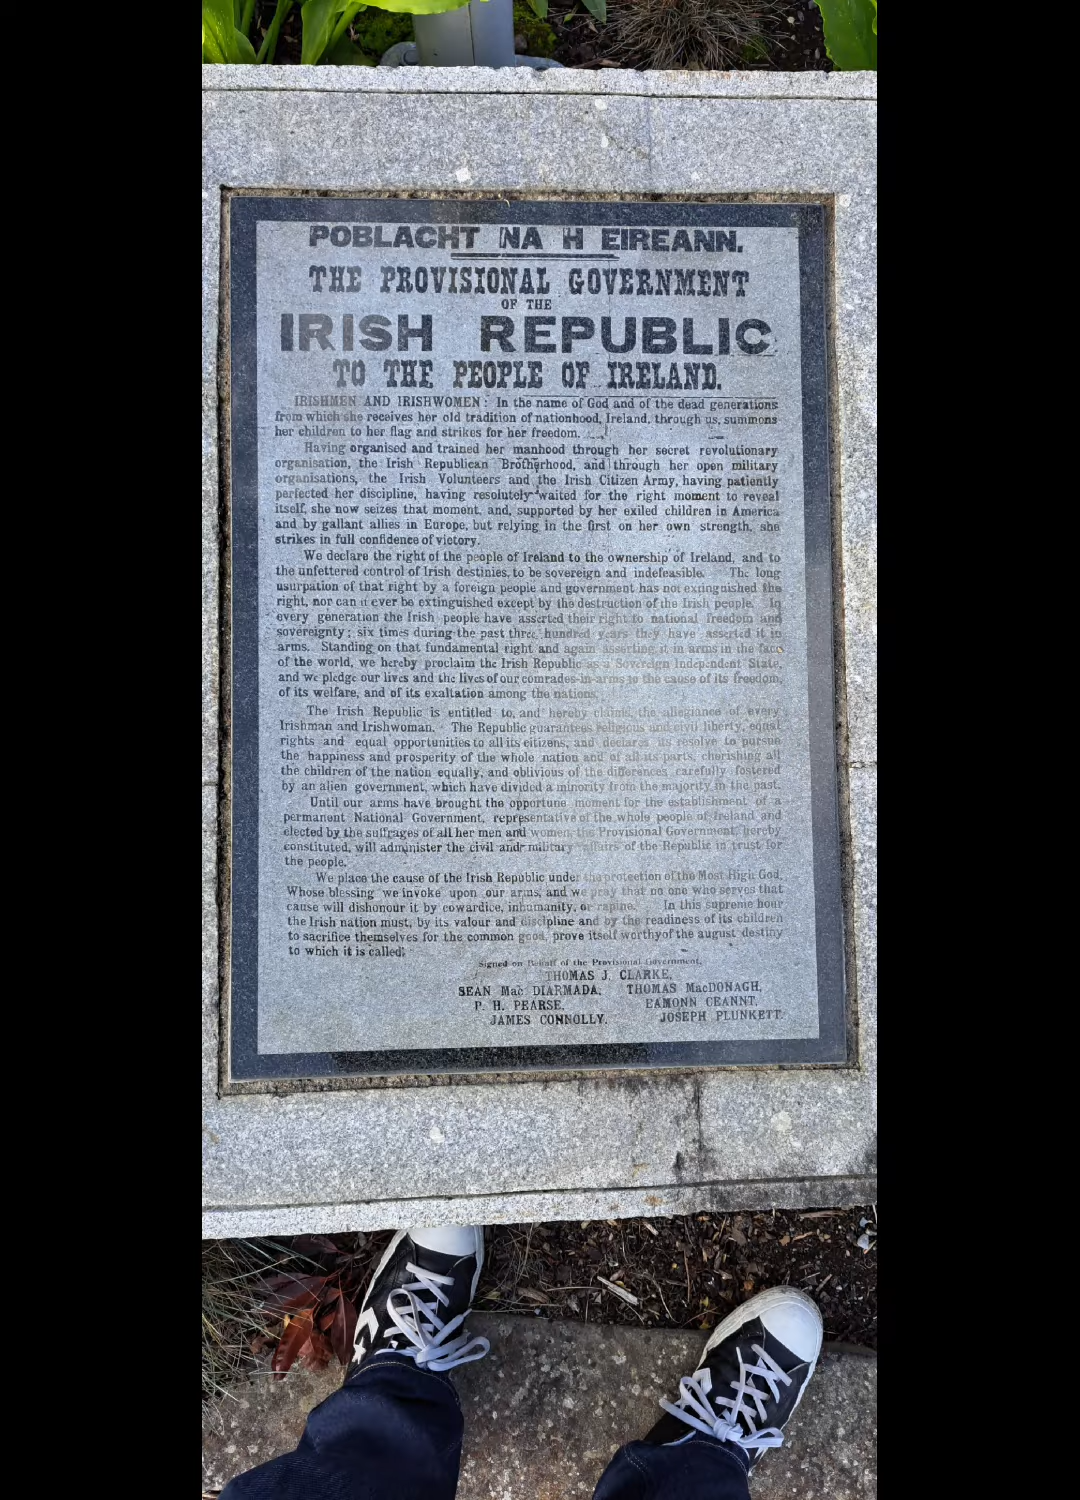 POBLACHT NA H EIREANN.
THE PROVISIONAL GOVERNMENT
OF THE
IRISH REPUBLIC
TO THE PEOPLE OF IRELAND.
IRISHMEN AND IRISHWOMEN: In the name of God and of the dead generations
from which she receives her old tradition of nationhood, Ireland, through us, summons
her children to her flag and strikes for her freedom.
Having organised and trained her manhood through her secret revolutionary
organisation, the Irish Republican Brotherhood, and through her open military
organisations, the Irish Volunteers and the Irish Citizen Army, having patiently
perfected her discipline, having resolutely waited for the right moment to reveal
itself, she now seizes that moment, and, supported by her exiled children in America
and by gallant allies in Europe, but relying in the first on her own strength, she
strikes in full confidence of victory.
We declare the right of the people of Ireland to the ownership of Ireland, and to
the unfettered control of Irish destinies, to be sovereign and indefeasible. The long
usurpation of that right by a foreign people and government has not extinguished the
right, nor can it ever be extinguished except by the destruction of the Irish people. In
every generation the Irish people have asserted their right to national freedom and
sovereignty; six times during the past three hundred years they have asserted it in
arms. Standing on that fundamental right and again asserting it in arms in the face
of the world, we hereby proclaim the Irish Republic as a Sovereign Independent State,
and we pledge our lives and the lives of our comrades-in-arms to the cause of its freedom,
of its welfare, and of its exaltation among the nations.
The Irish Republic is entitled to, and hereby claims, the allegiance of every
Irishman and Irishwoman. The Republic guarantees religious and civil liberty, equal
rights and equal opportunities to all its citizens, and declares its resolve to pursue
the happiness and prosperity of the whole nation and of all its parts, cherishing all
the children of the nation equally, and oblivious of the differences carefully fostered
by an alien government, which have divided a minority from the majority in the past.
Until our arms have brought the opportune moment for the establishment of a
permanent National Government, representative of the whole people of Ireland and
elected by the suffrages of all her men and women, the Provisional Government, hereby
constituted, will administer the civil and military affairs of the Republic in trust for
the people.
We place the cause of the Irish Republic under the protection of the Most High God,
Whose blessing we invoke upon our arms, and we pray that no one who serves that
cause will dishonour it by cowardice, inhumanity, or rapine. In this supreme hour
the Irish nation must, by its valour and discipline and by the readiness of its children
to sacrifice themselves for the common good, prove itself worthy of the august destiny
to which it is called.
Signed on Behalf of the Provisional Government,
THOMAS J. CLARKE,
SEAN Mac DIARMADA, THOMAS MacDONAGH,
P. H. PEARSE, EAMONN CEANNT,
JAMES CONNOLLY, JOSEPH PLUNKETT